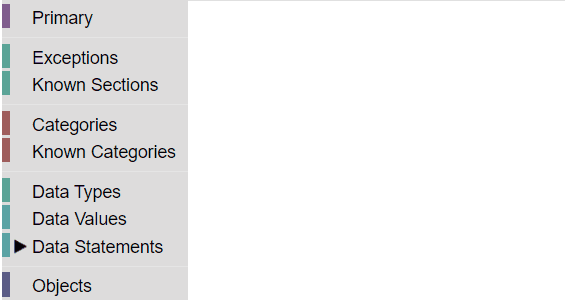 Primary
Exceptions
Known Sections
Categories
Known Categories
Data Types
Data Values
Data Statements
Objects